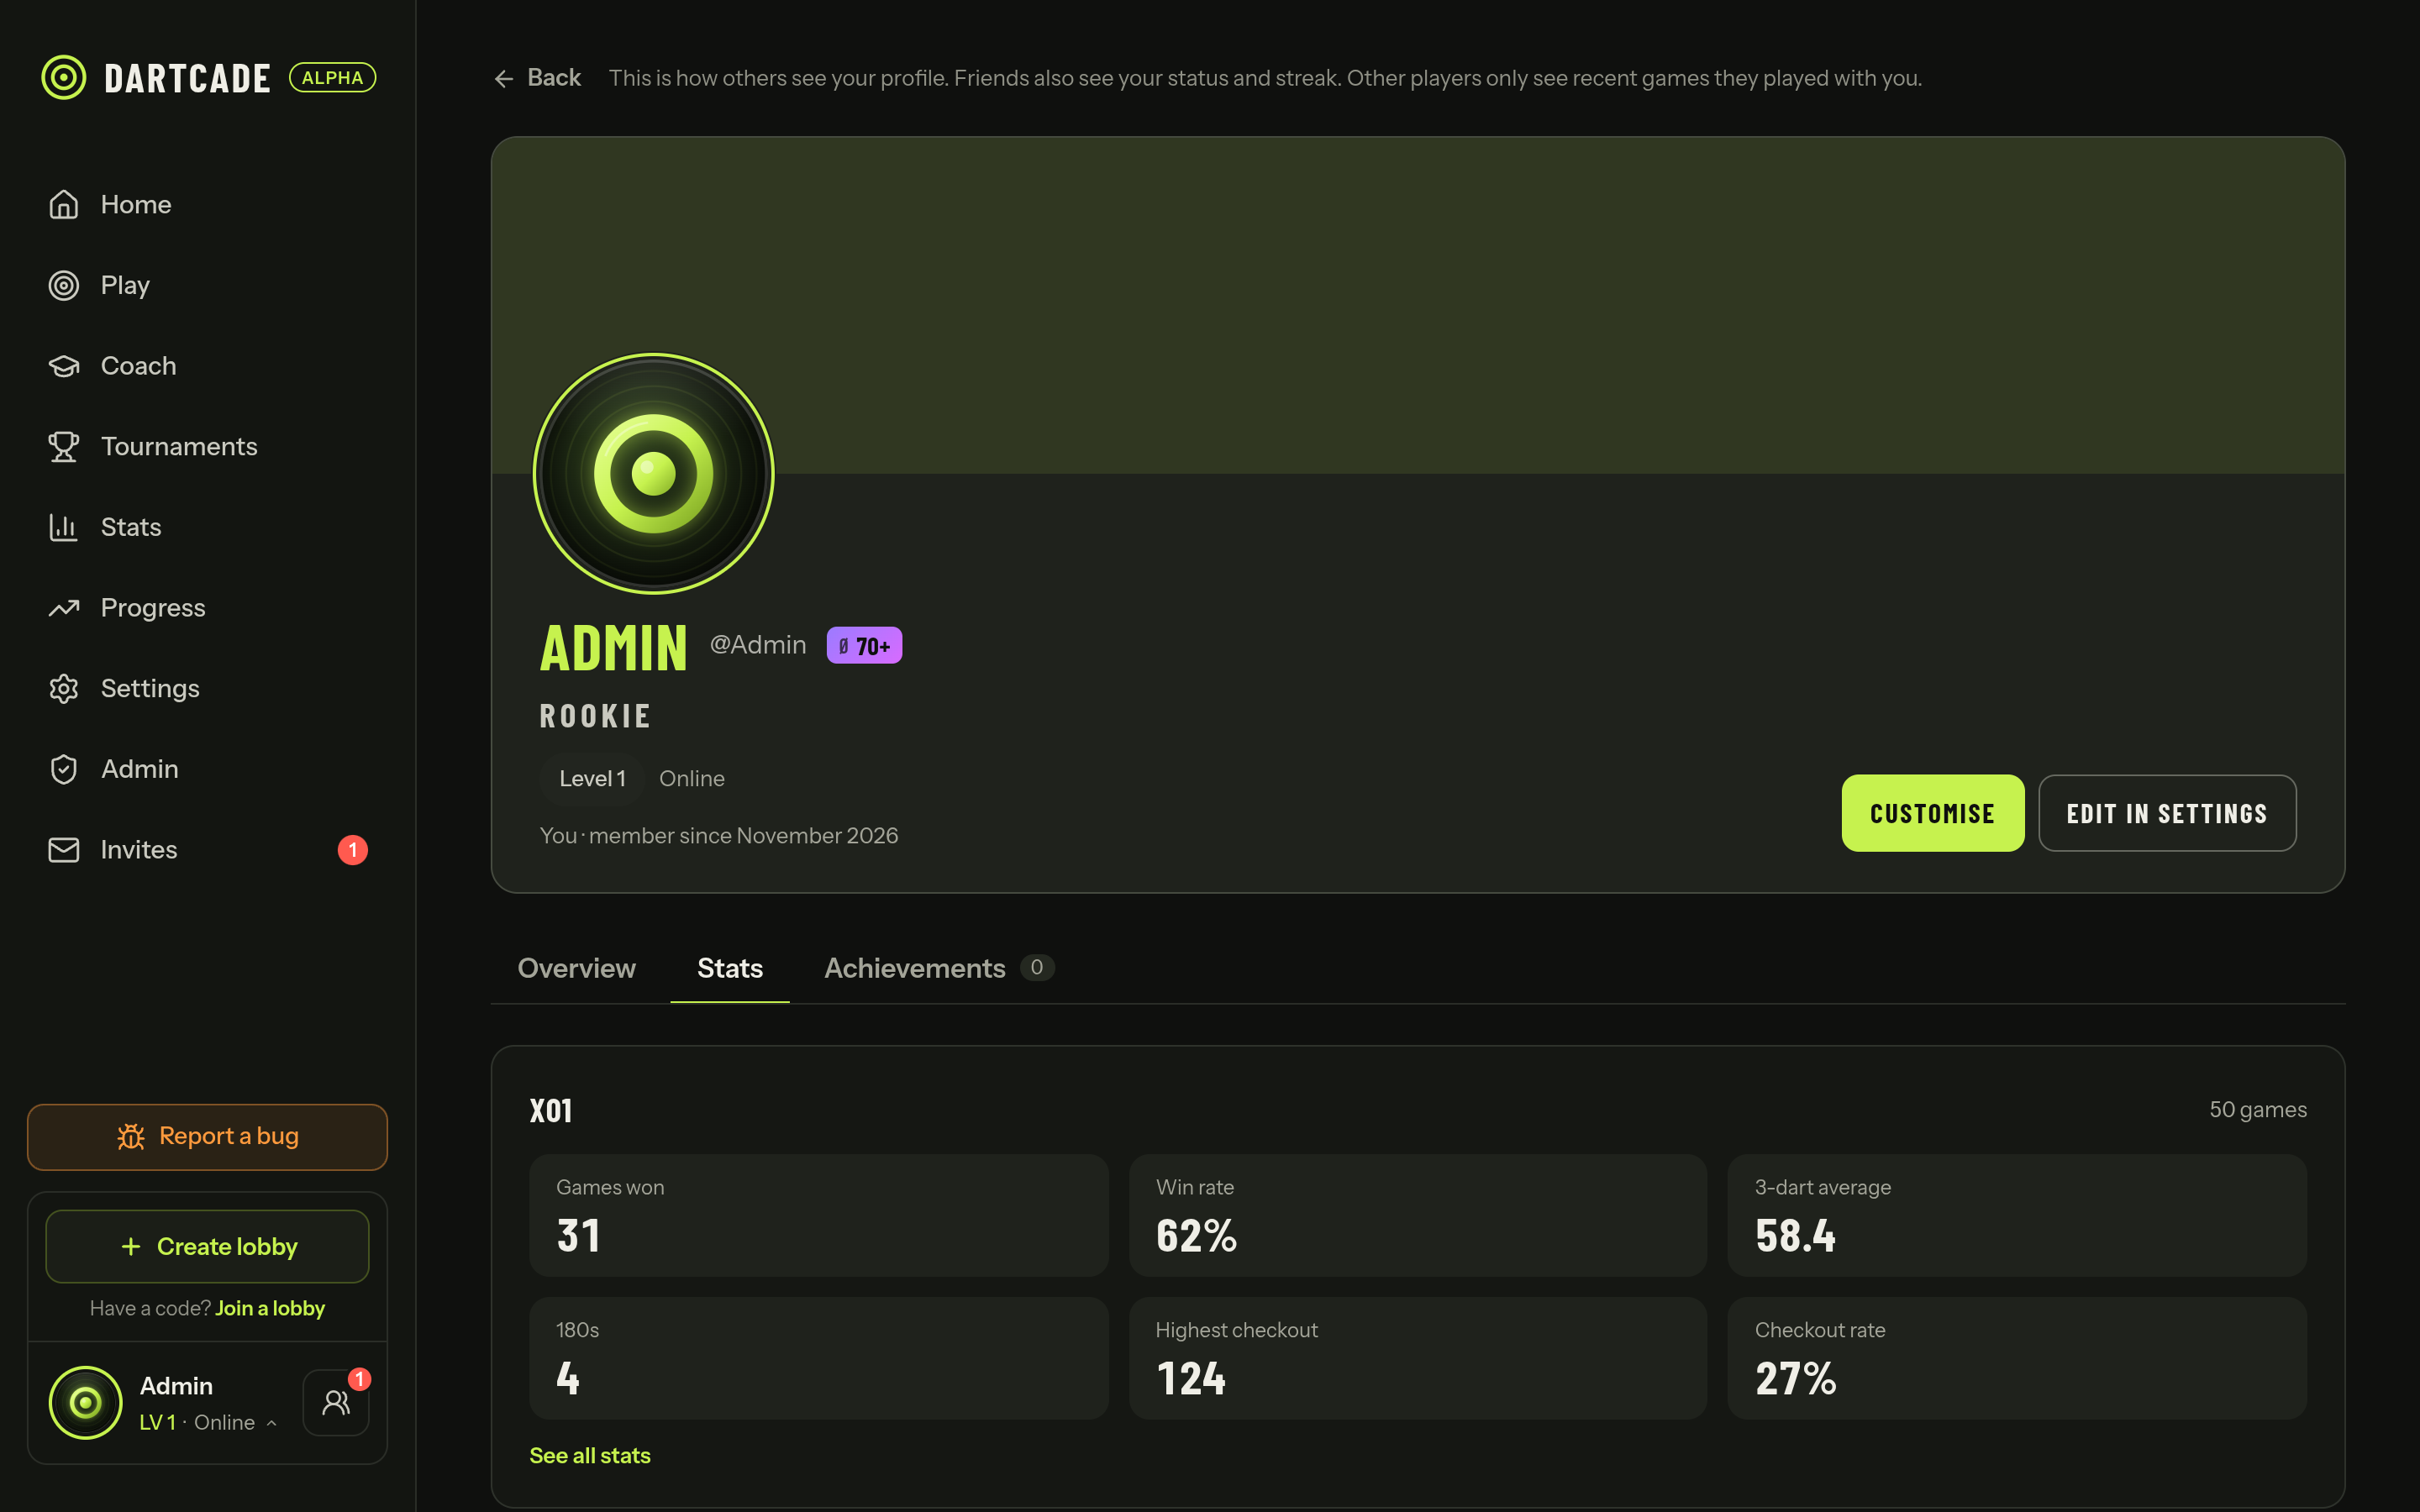 DARTCADE ALPHA
Home
Play
Coach
Tournaments
Stats
Progress
Settings
Admin
Invites 1
Report a bug
+ Create lobby
Have a code? Join a lobby
Admin
LV 1 · Online
1
Back
This is how others see your profile. Friends also see your status and streak. Other players only see recent games they played with you.
ADMIN @Admin Ø 70+
ROOKIE
Level 1 Online
You · member since November 2026
CUSTOMISE
EDIT IN SETTINGS
Overview Stats Achievements 0
X01 50 games
Games won
31
Win rate
62%
3-dart average
58.4
180s
4
Highest checkout
124
Checkout rate
27%
See all stats